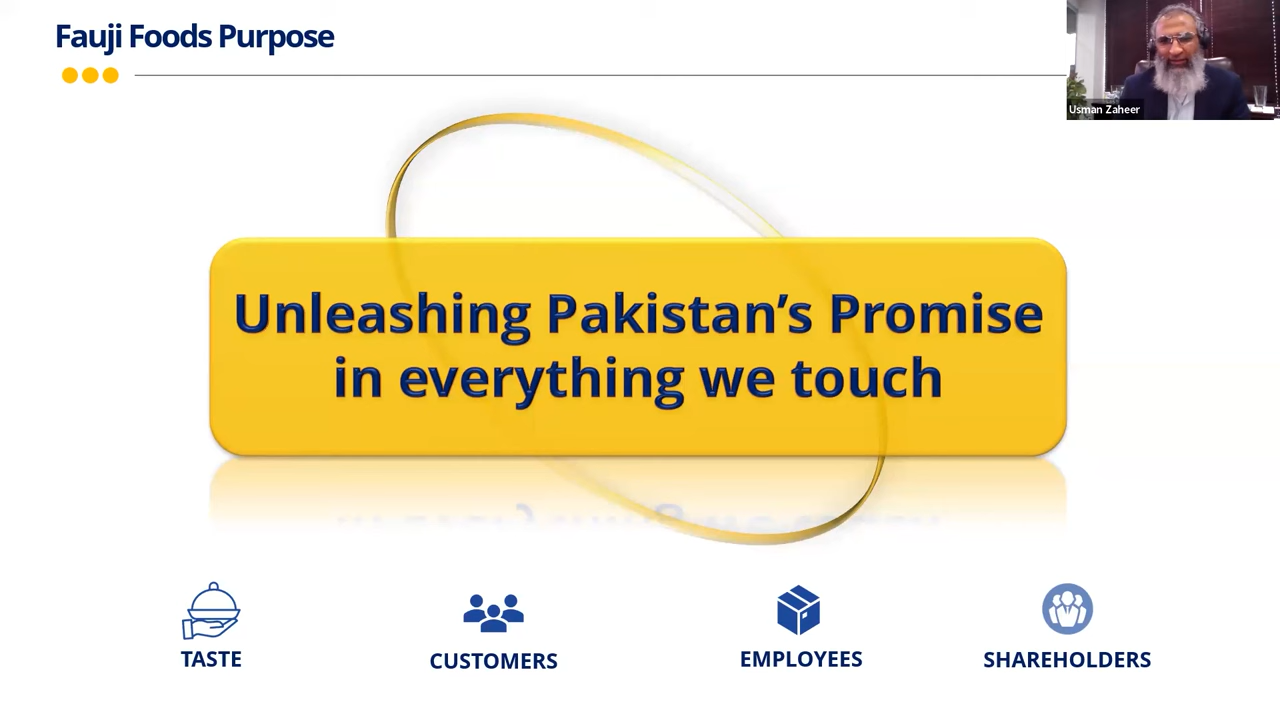 Fauji Foods Purpose
Usman Zaheer
Unleashing Pakistan’s Promise
in everything we touch
TASTE
CUSTOMERS
EMPLOYEES
SHAREHOLDERS